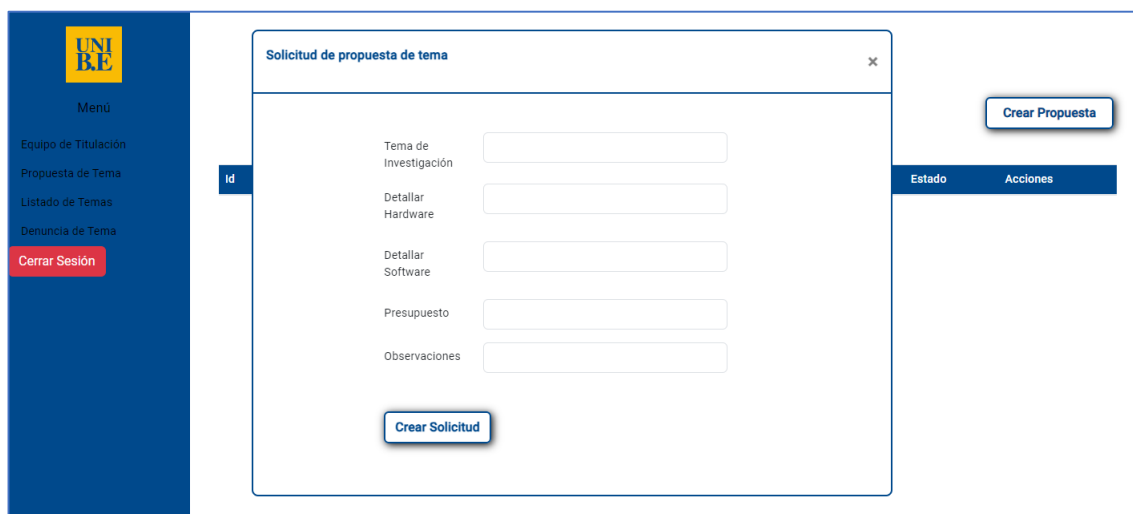 UNI
B.E
Menú
Equipo de Titulación
Propuesta de Tema
Listado de Temas
Denuncia de Tema
Cerrar Sesión
Solicitud de propuesta de tema
×
Crear Propuesta
Id
Estado
Acciones
Tema de
Investigación
Detallar
Hardware
Detallar
Software
Presupuesto
Observaciones
Crear Solicitud